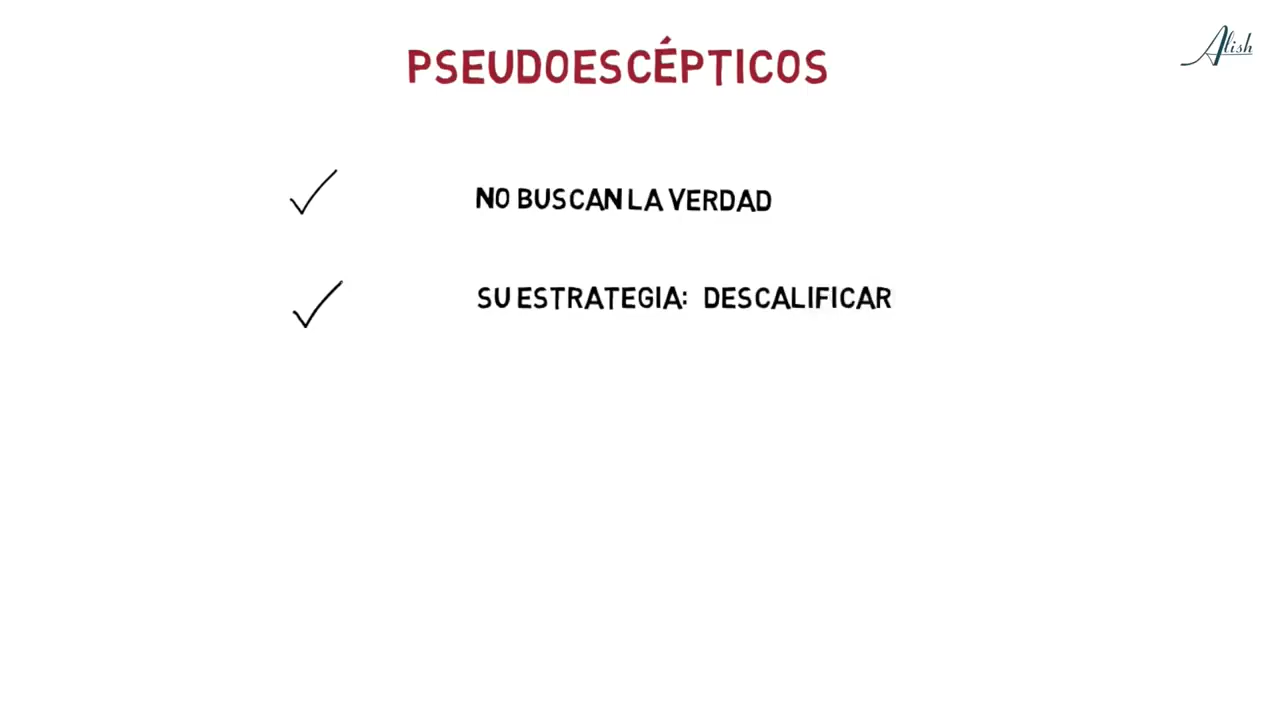 Alish
PSEUDOESCÉPTICOS
NO BUSCAN LA VERDAD
SU ESTRATEGIA: DESCALIFICAR